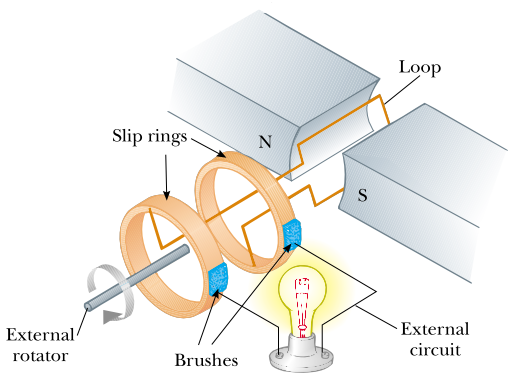 Loop
Slip rings
N
S
External
rotator
Brushes
External
circuit